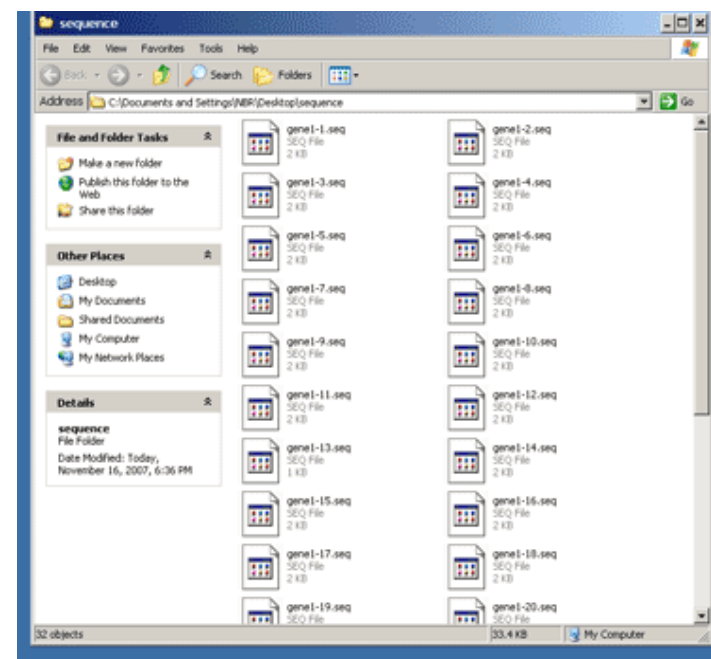 sequence
File Edit View Favorites Tools Help
Back Search Folders
Address C:\Documents and Settings\NBR\Desktop\sequence Go
File and Folder Tasks
Make a new folder
Publish this folder to the
Web
Share this folder
Other Places
Desktop
My Documents
Shared Documents
My Computer
My Network Places
Details
sequence
File Folder
Date Modified: Today,
November 16, 2007, 6:36 PM
gene1-1.seq
SEQ File
2 KB
gene1-2.seq
SEQ File
2 KB
gene1-3.seq
SEQ File
2 KB
gene1-4.seq
SEQ File
2 KB
gene1-5.seq
SEQ File
2 KB
gene1-6.seq
SEQ File
2 KB
gene1-7.seq
SEQ File
2 KB
gene1-8.seq
SEQ File
2 KB
gene1-9.seq
SEQ File
2 KB
gene1-10.seq
SEQ File
2 KB
gene1-11.seq
SEQ File
2 KB
gene1-12.seq
SEQ File
2 KB
gene1-13.seq
SEQ File
1 KB
gene1-14.seq
SEQ File
2 KB
gene1-15.seq
SEQ File
2 KB
gene1-16.seq
SEQ File
2 KB
gene1-17.seq
SEQ File
2 KB
gene1-18.seq
SEQ File
2 KB
gene1-19.seq
SEQ File
gene1-20.seq
SEQ File
32 objects 33.4 KB My Computer